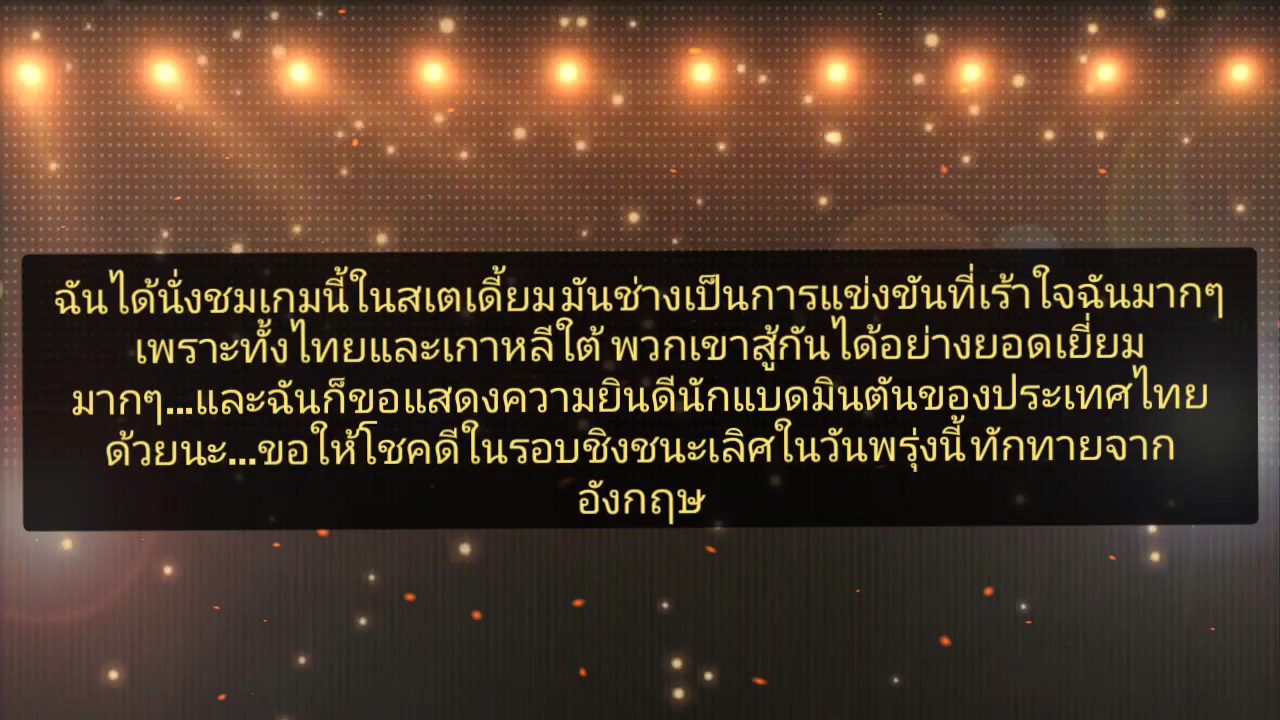 ฉันได้นั่งชมเกมนี้ในสเตเดี้ยมมันช่างเป็นการแข่งขันที่เร้าใจฉันมากๆ
เพราะทั้งไทยและเกาหลีใต้ พวกเขาสู้กันได้อย่างยอดเยี่ยม
มากๆ...และฉันก็ขอแสดงความยินดีนักแบดมินตันของประเทศไทย
ด้วยนะ...ขอให้โชคดีในรอบชิงชนะเลิศในวันพรุ่งนี้ ทักทายจาก
อังกฤษ